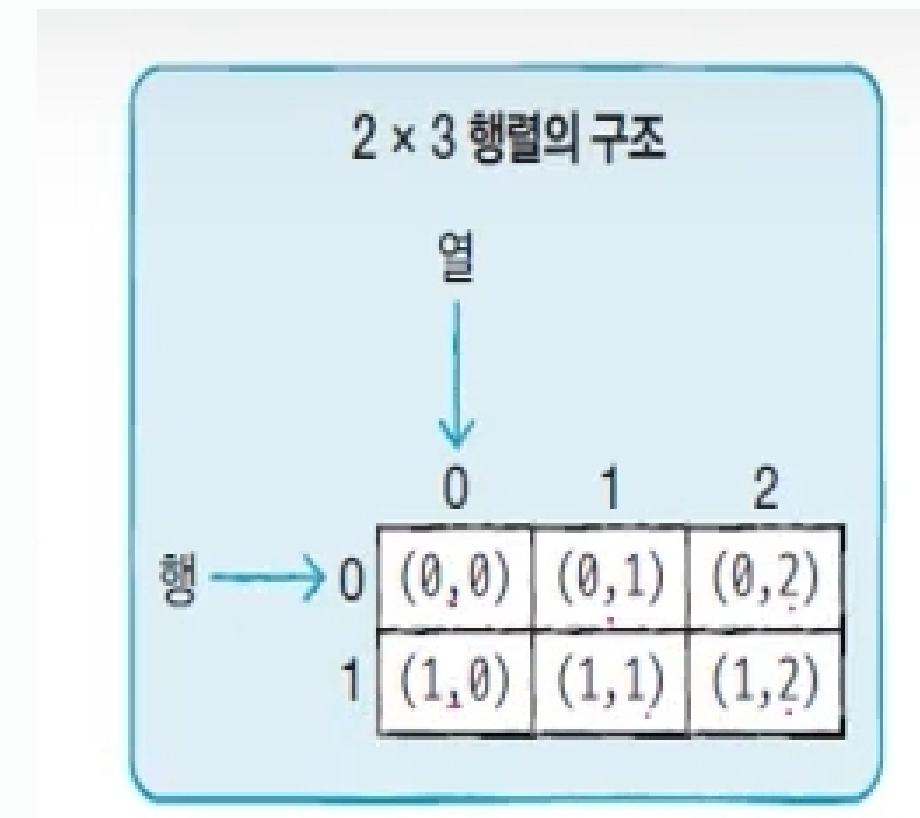 2 × 3 행렬의 구조
열
0 1 2
행 0 (0,0) (0,1) (0,2)
1 (1,0) (1,1) (1,2)